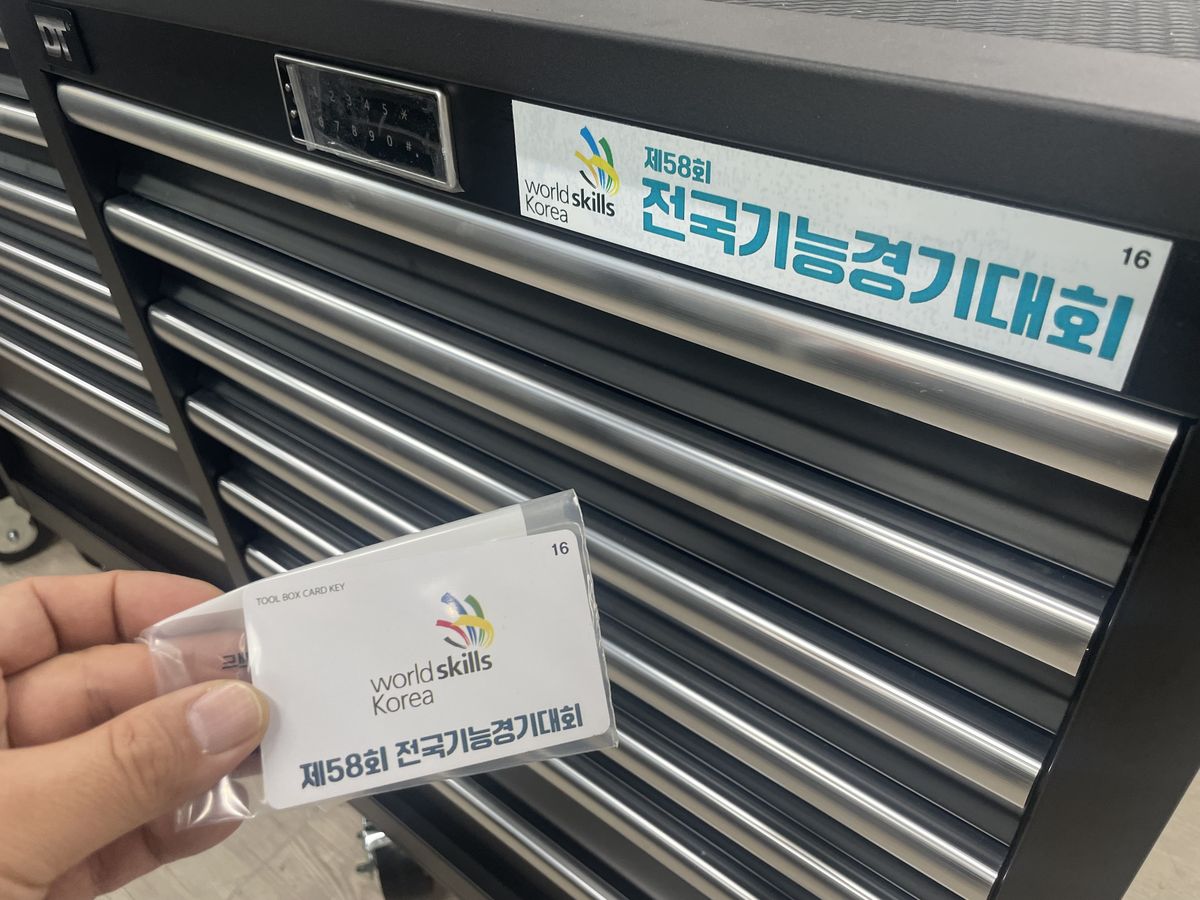 DT
1 2 3 4 5 *
6 7 8 9 0 #
world skills
Korea
제58회
전국기능경기대회
16
16
TOOL BOX CARD KEY
world skills
Korea
제58회 전국기능경기대회